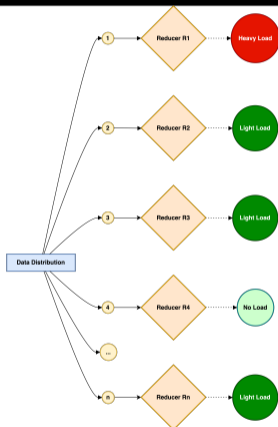 1
Reducer R1
Heavy Load
2
Reducer R2
Light Load
3
Reducer R3
Light Load
Data Distribution
4
Reducer R4
No Load
...
n
Reducer Rn
Light Load